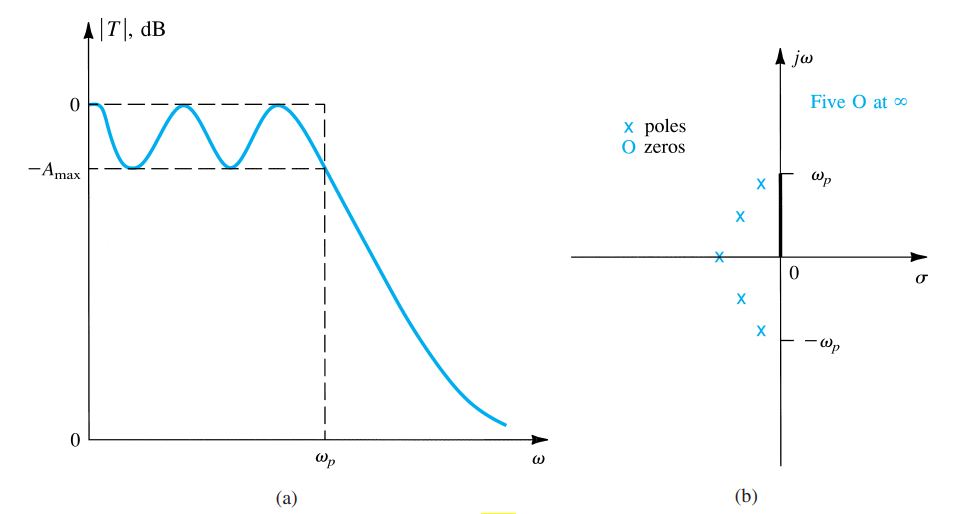 |T|, dB
0
−A_max
0
ω_p
ω
(a)
jω
Five O at ∞
x poles
O zeros
ω_p
0
σ
−ω_p
(b)